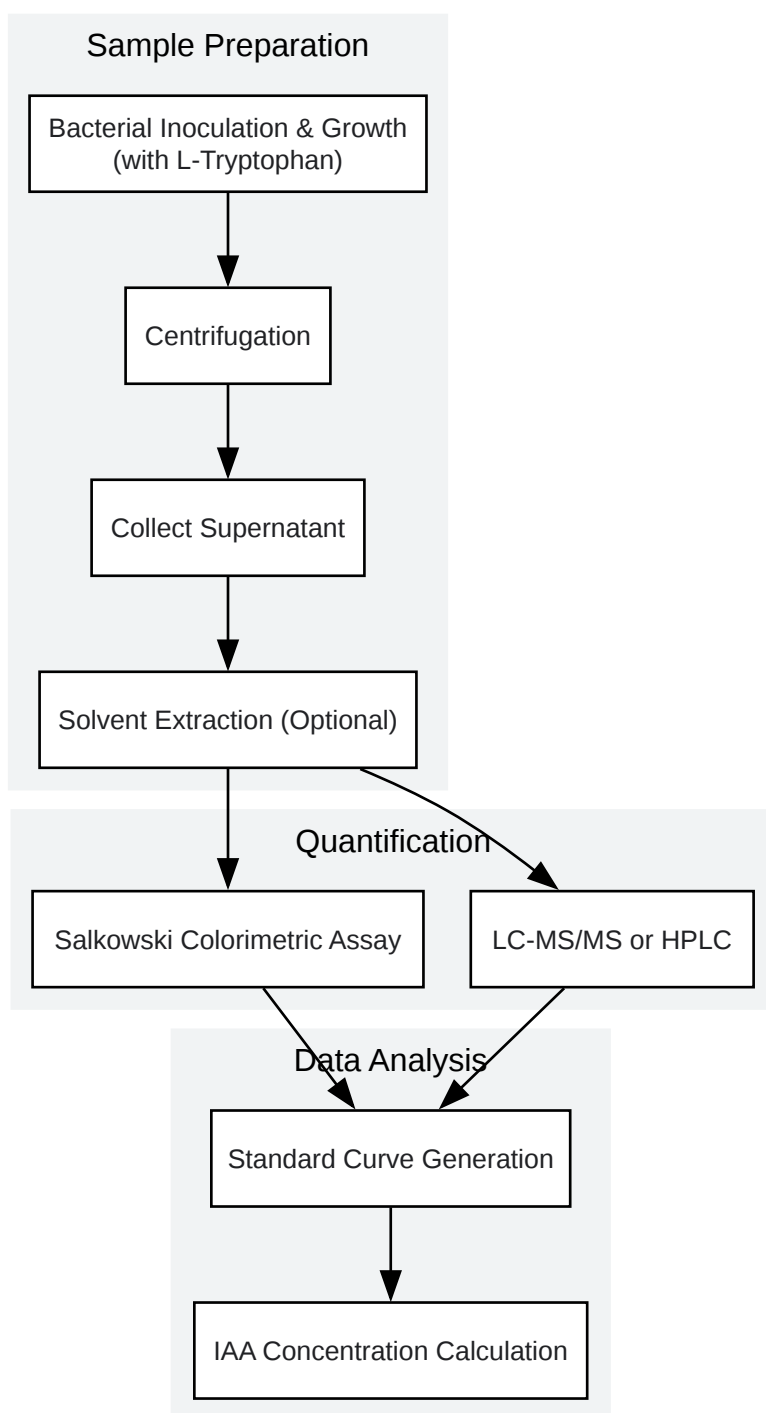 Sample Preparation
Bacterial Inoculation & Growth
(with L-Tryptophan)
Centrifugation
Collect Supernatant
Solvent Extraction (Optional)
Quantification
Salkowski Colorimetric Assay
LC-MS/MS or HPLC
Data Analysis
Standard Curve Generation
IAA Concentration Calculation